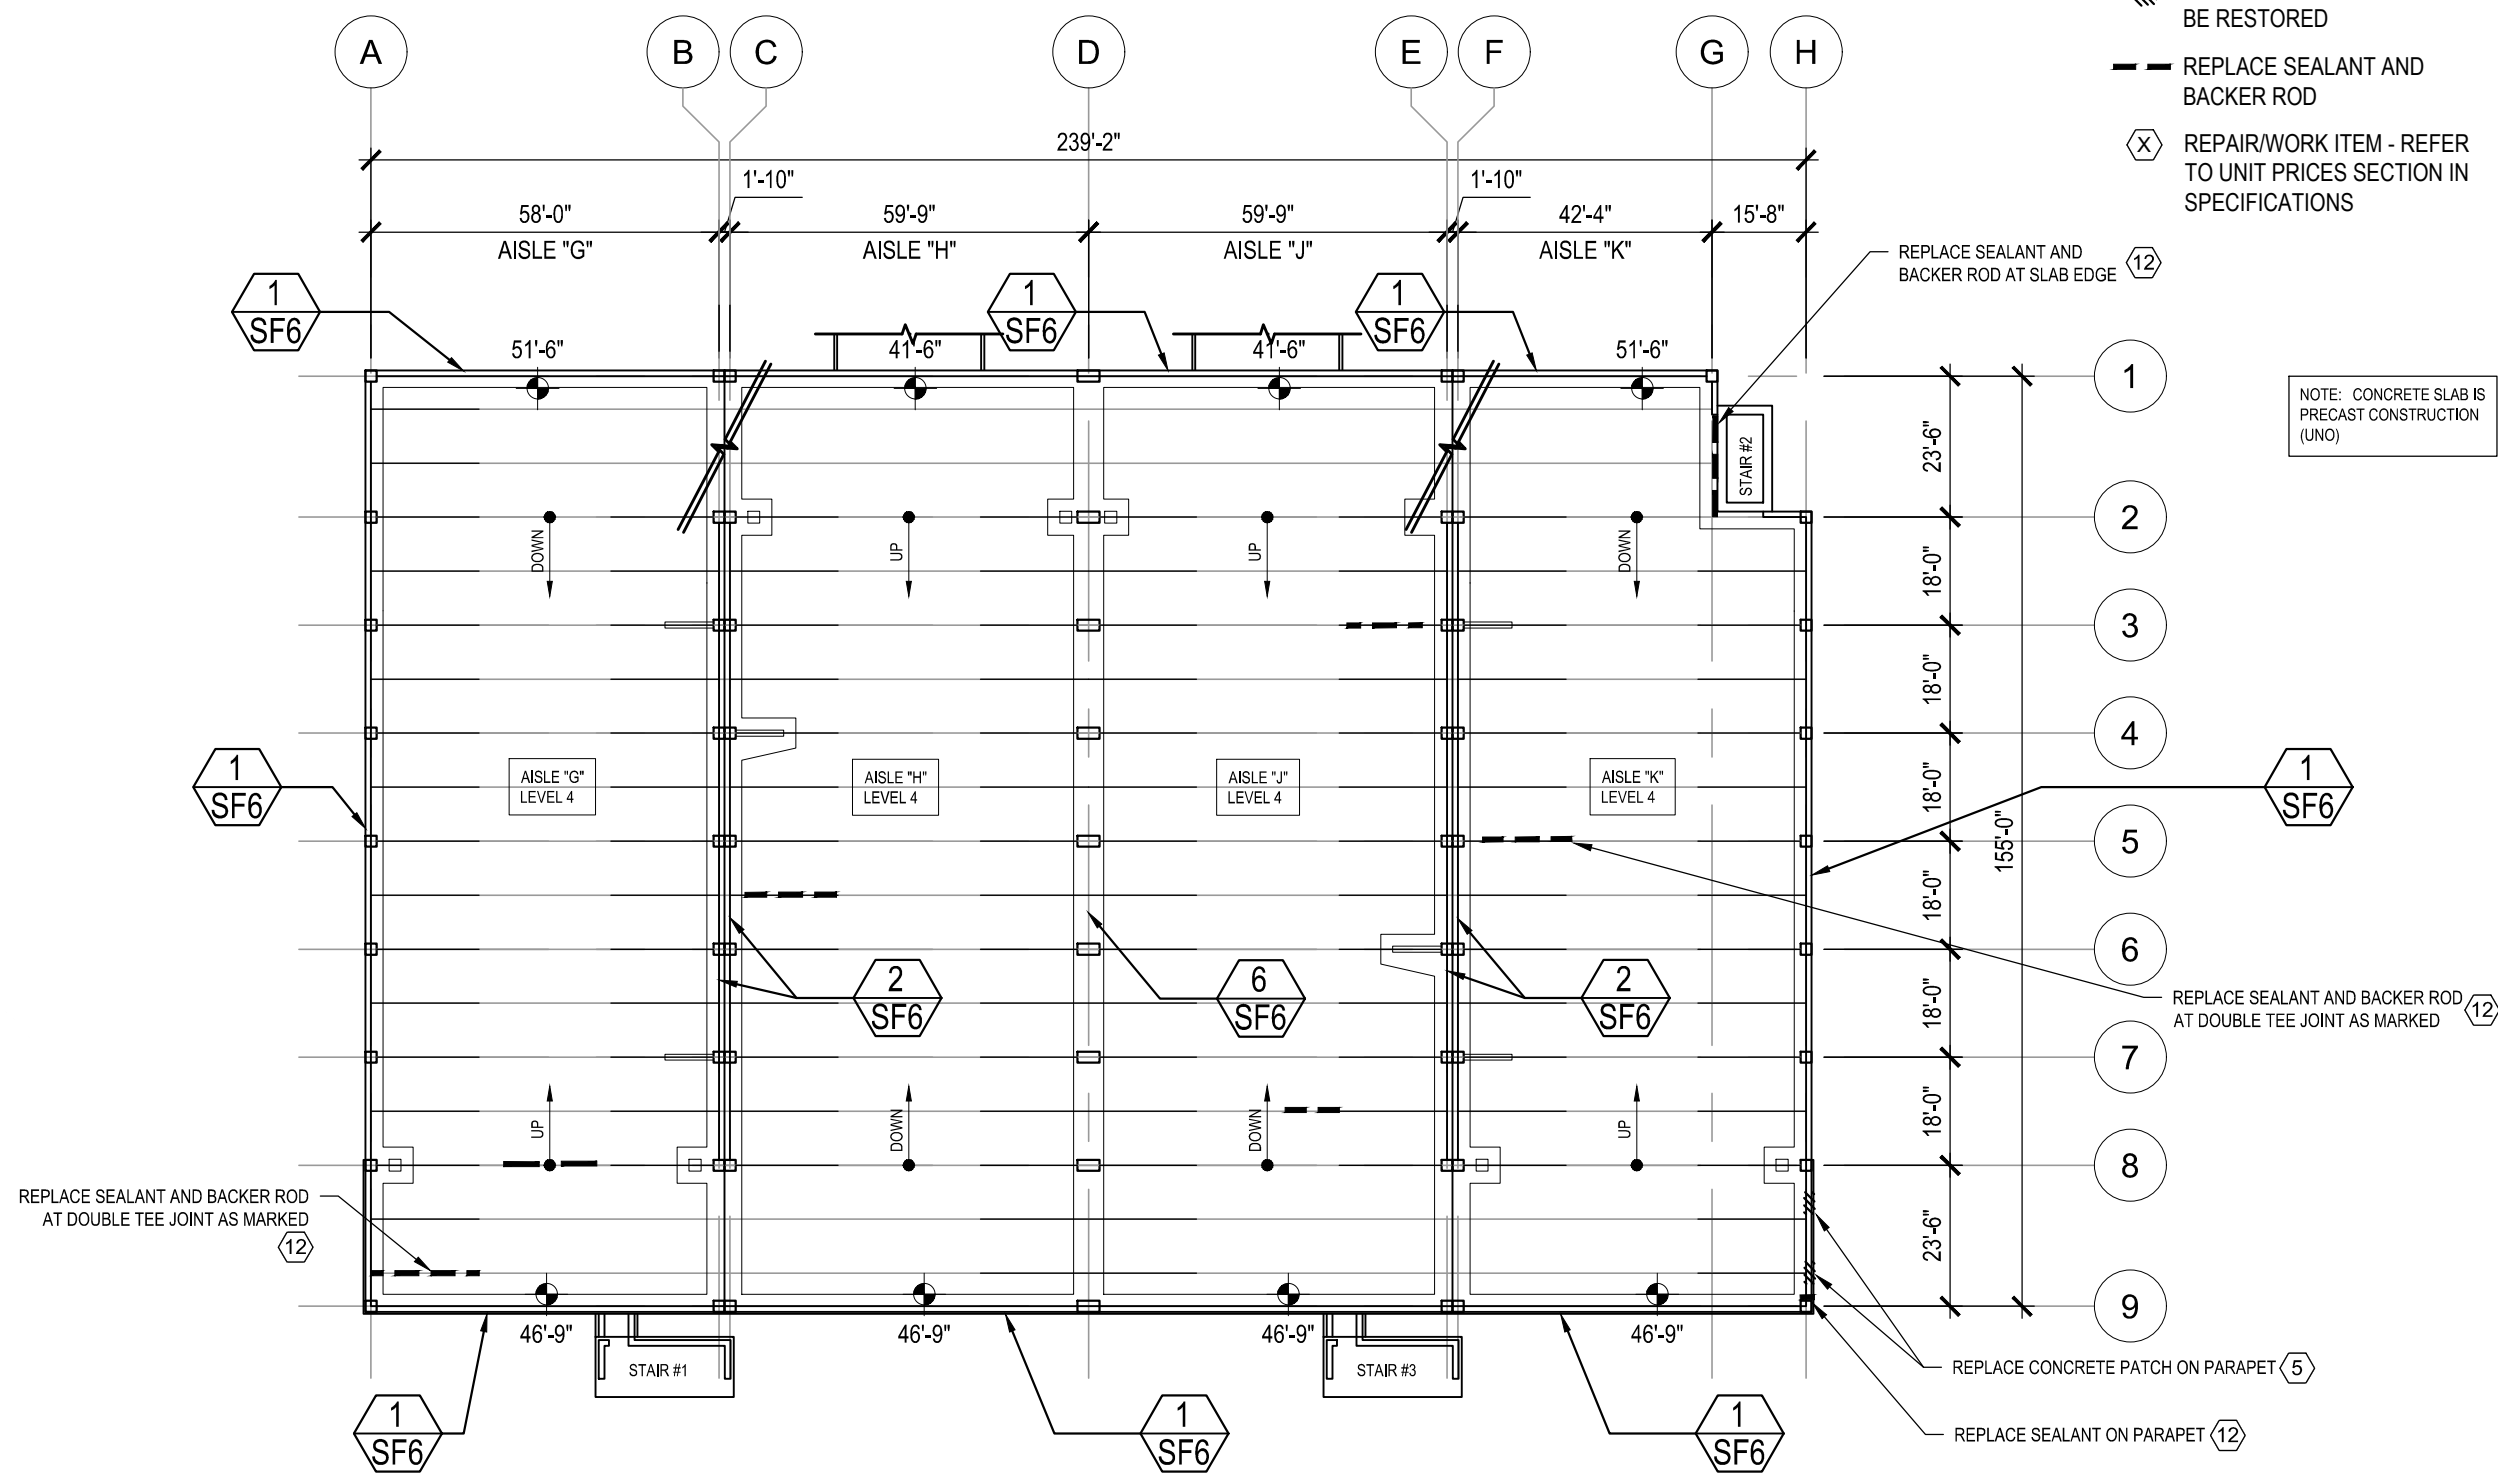 BE RESTORED
REPLACE SEALANT AND
BACKER ROD
X
REPAIR/WORK ITEM - REFER
TO UNIT PRICES SECTION IN
SPECIFICATIONS
A
B
C
D
E
F
G
H
239'-2"
1'-10"
1'-10"
58'-0"
59'-9"
59'-9"
42'-4"
15'-8"
AISLE "G"
AISLE "H"
AISLE "J"
AISLE "K"
REPLACE SEALANT AND
BACKER ROD AT SLAB EDGE
12
1
SF6
1
SF6
1
SF6
51'-6"
41'-6"
41'-6"
51'-6"
1
NOTE: CONCRETE SLAB IS
PRECAST CONSTRUCTION
(UNO)
STAIR #2
23'-6"
2
DOWN
UP
UP
DOWN
18'-0"
3
18'-0"
4
1
SF6
AISLE "G"
LEVEL 4
AISLE "H"
LEVEL 4
AISLE "J"
LEVEL 4
AISLE "K"
LEVEL 4
18'-0"
1
SF6
155'-0"
5
18'-0"
6
2
SF6
6
SF6
2
SF6
18'-0"
REPLACE SEALANT AND BACKER ROD
AT DOUBLE TEE JOINT AS MARKED
12
7
UP
DOWN
DOWN
UP
18'-0"
8
REPLACE SEALANT AND BACKER ROD
AT DOUBLE TEE JOINT AS MARKED
12
23'-6"
9
46'-9"
46'-9"
46'-9"
46'-9"
STAIR #1
STAIR #3
REPLACE CONCRETE PATCH ON PARAPET
5
1
SF6
1
SF6
1
SF6
REPLACE SEALANT ON PARAPET
12